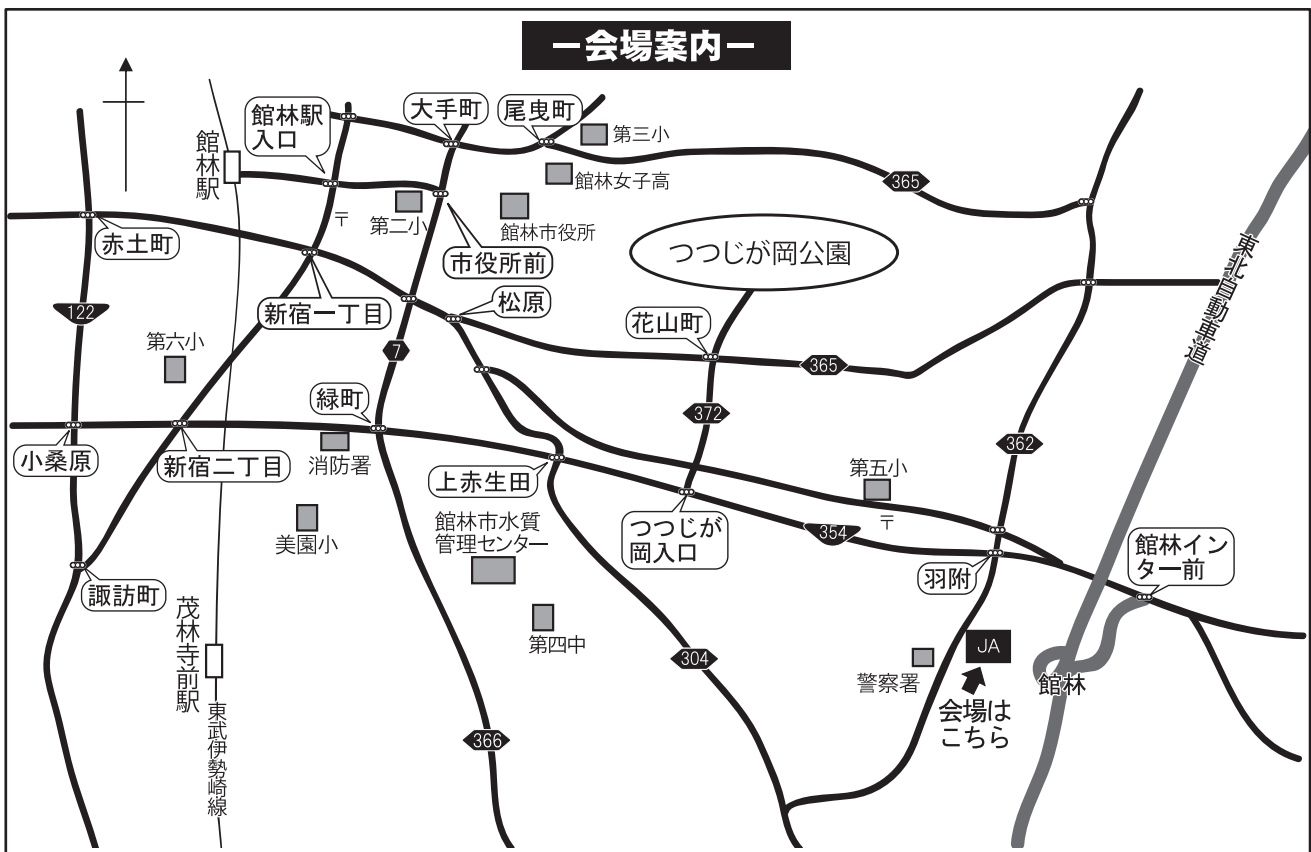 ー会場案内ー
館林駅
入口
大手町
尾曳町
第三小
館林駅
館林女子高
365
〒
第二小
館林市役所
赤土町
市役所前
つつじが岡公園
東北自動車道
122
新宿一丁目
松原
花山町
第六小
7
365
緑町
372
362
小桑原
新宿二丁目
消防署
上赤生田
第五小
館林市水質
管理センター
つつじが
岡入口
〒
354
美園小
館林イン
ター前
羽附
諏訪町
茂林寺前駅
第四中
304
警察署
JA
館林
会場は
こちら
東武伊勢崎線
366